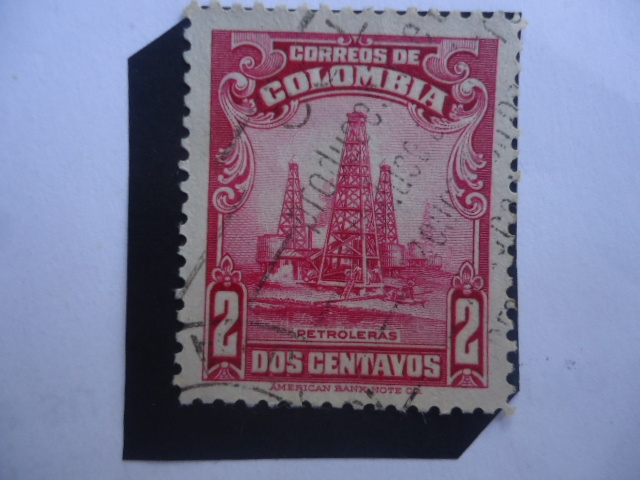 CORREOS DE
COLOMBIA
PETROLERAS
2 DOS CENTAVOS 2
AMERICAN BANK NOTE CO.